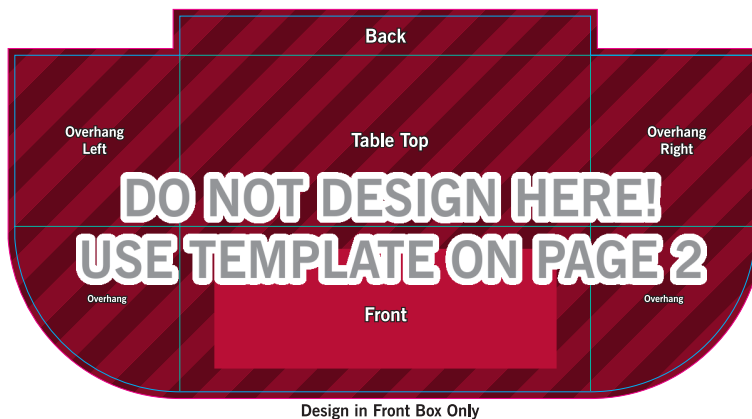 Back
Overhang
Left
Table Top
Overhang
Right
DO NOT DESIGN HERE!
USE TEMPLATE ON PAGE 2
Overhang
Front
Overhang
Design in Front Box Only